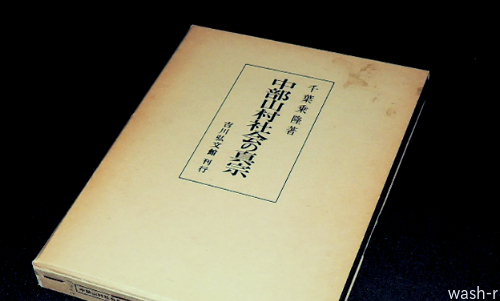 千葉乗隆著
中部山村社会の真宗
吉川弘文館刊行
wash-r